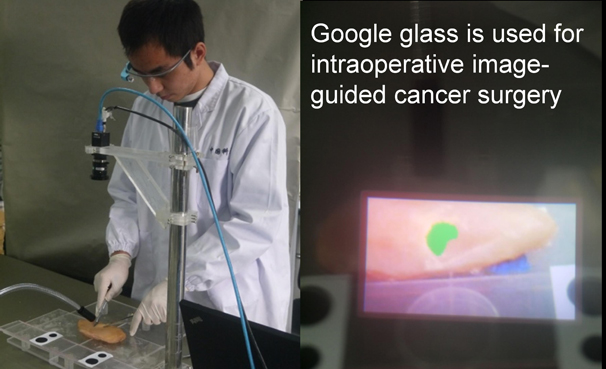 Google glass is used for
intraoperative image-
guided cancer surgery